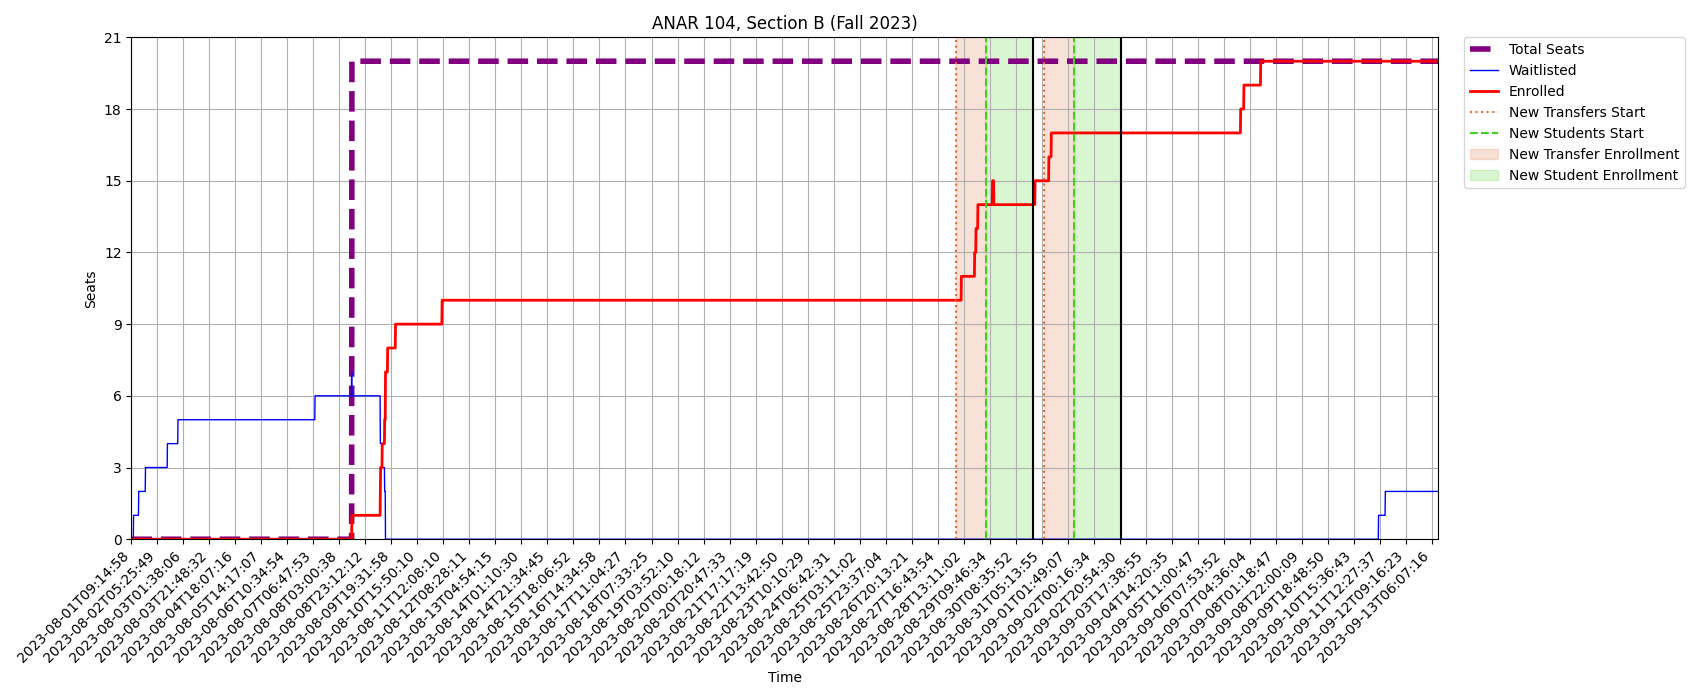 ANAR 104, Section B (Fall 2023)
21
18
15
12
9
6
3
0
Seats
2023-08-01T09:14:58
2023-08-02T05:25:49
2023-08-03T01:38:06
2023-08-03T21:48:32
2023-08-04T18:07:16
2023-08-05T14:17:07
2023-08-06T10:34:54
2023-08-07T06:47:53
2023-08-08T03:00:38
2023-08-08T23:12:12
2023-08-09T19:31:58
2023-08-10T15:50:10
2023-08-11T12:08:10
2023-08-12T08:28:11
2023-08-13T04:54:15
2023-08-14T01:10:30
2023-08-14T21:34:45
2023-08-15T18:06:52
2023-08-16T14:34:58
2023-08-17T11:04:27
2023-08-18T07:33:25
2023-08-19T03:52:10
2023-08-20T00:18:12
2023-08-20T20:47:33
2023-08-21T17:17:19
2023-08-22T13:42:50
2023-08-23T10:10:29
2023-08-24T06:42:31
2023-08-25T03:11:02
2023-08-25T23:37:04
2023-08-26T20:13:21
2023-08-27T16:43:54
2023-08-28T13:11:02
2023-08-29T09:46:34
2023-08-30T08:35:52
2023-08-31T05:13:55
2023-09-01T01:49:07
2023-09-02T00:16:34
2023-09-02T20:54:30
2023-09-03T17:38:55
2023-09-04T14:20:35
2023-09-05T11:00:47
2023-09-06T07:53:52
2023-09-07T04:36:04
2023-09-08T01:18:47
2023-09-08T22:00:09
2023-09-09T18:48:50
2023-09-10T15:36:43
2023-09-11T12:27:37
2023-09-12T09:16:23
2023-09-13T06:07:16
Time
Total Seats
Waitlisted
Enrolled
New Transfers Start
New Students Start
New Transfer Enrollment
New Student Enrollment